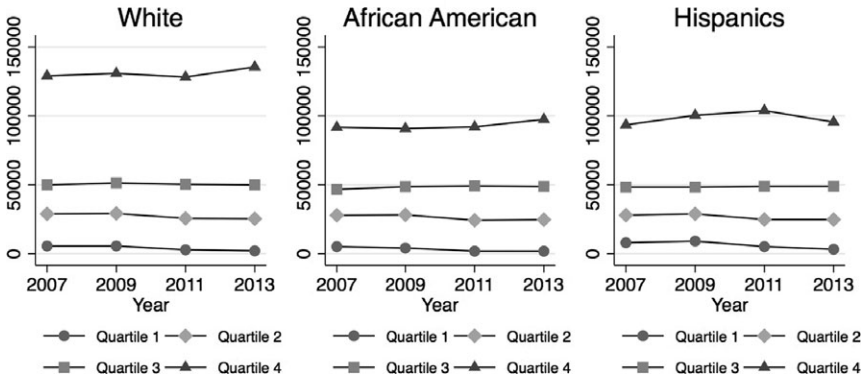 White
African American
Hispanics
150000
100000
50000
0
2007 2009 2011 2013
Year
150000
100000
50000
0
2007 2009 2011 2013
Year
150000
100000
50000
0
2007 2009 2011 2013
Year
Quartile 1 Quartile 2
Quartile 3 Quartile 4
Quartile 1 Quartile 2
Quartile 3 Quartile 4
Quartile 1 Quartile 2
Quartile 3 Quartile 4